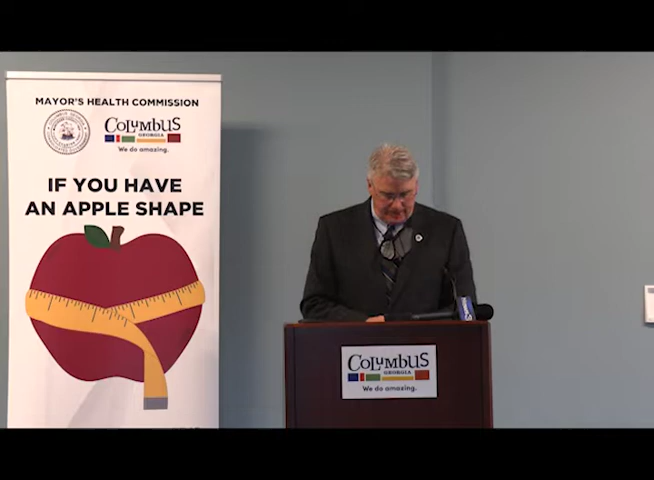 MAYOR'S HEALTH COMMISSION
COLUMBUS
GEORGIA
We do amazing.
IF YOU HAVE
AN APPLE SHAPE
COLUMBUS
GEORGIA
We do amazing.